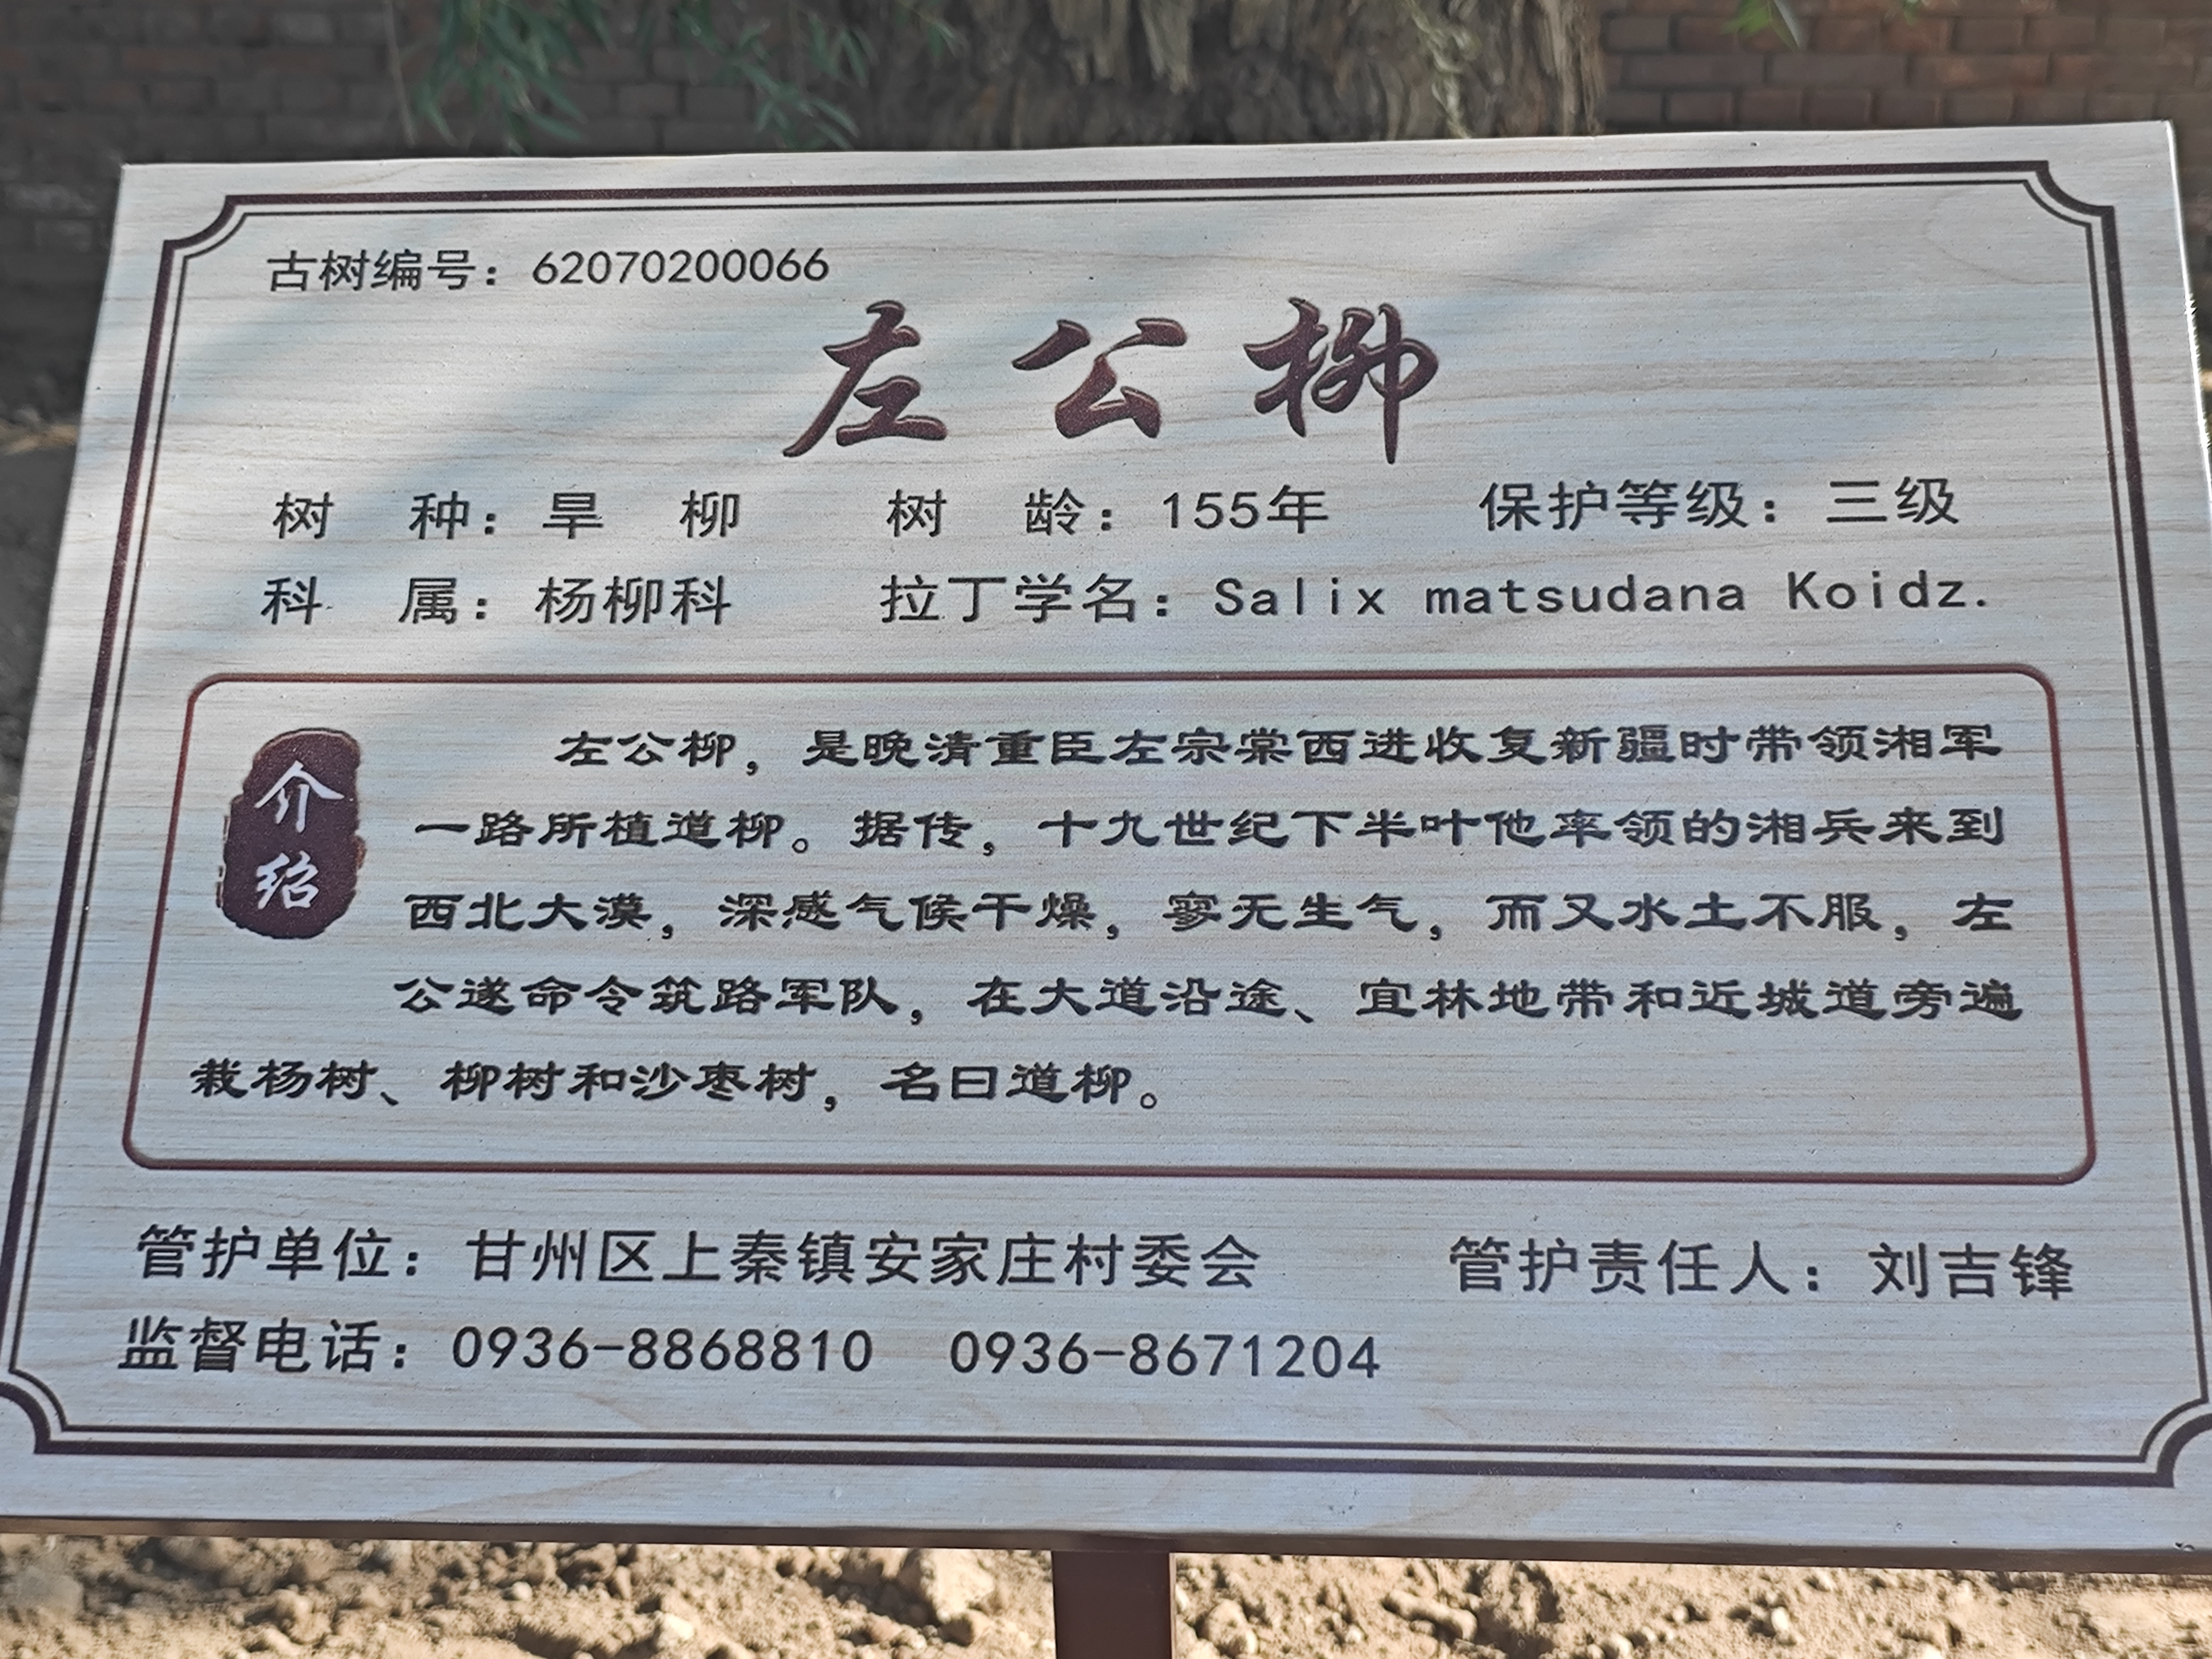 古树编号：62070200066
左公柳
树 种：旱 柳 树 龄：155年 保护等级：三级
科 属：杨柳科 拉丁学名：Salix matsudana Koidz.
介绍
左公柳，是晚清重臣左宗棠西进收复新疆时带领湘军
一路所植道柳。据传，十九世纪下半叶他率领的湘兵来到
西北大漠，深感气候干燥，寥无生气，而又水土不服，左
公遂命令筑路军队，在大道沿途、宜林地带和近城道旁遍
栽杨树、柳树和沙枣树，名曰道柳。
管护单位：甘州区上秦镇安家庄村委会 管护责任人：刘吉锋
监督电话：0936-8868810 0936-8671204